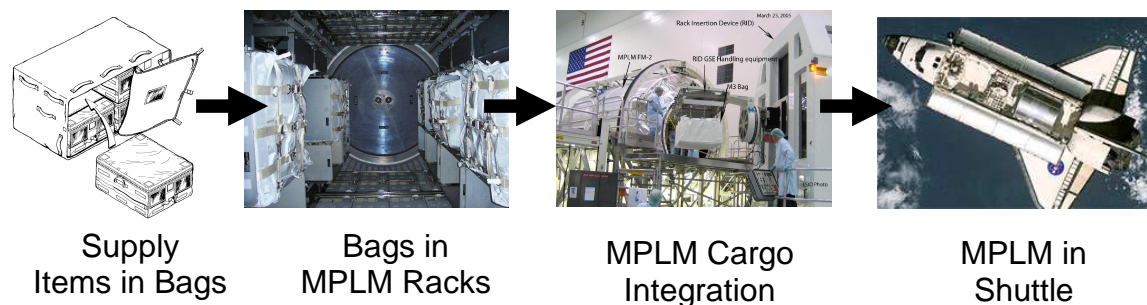 March 23, 2005
Rack Insertion Device (RID)
MPLM FM-2
RID GSE Handling equipment
M3 Bag
Photo
Supply
Items in Bags
Bags in
MPLM Racks
MPLM Cargo
Integration
MPLM in
Shuttle